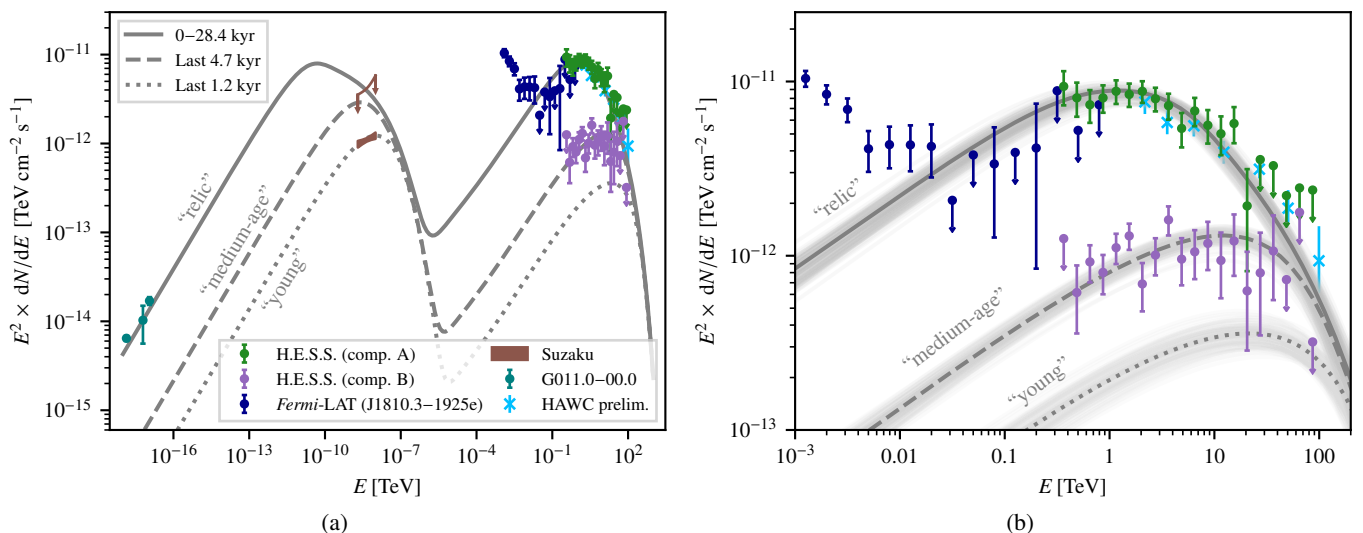 0−28.4 kyr
Last 4.7 kyr
Last 1.2 kyr
"relic"
"medium-age"
"young"
H.E.S.S. (comp. A)
H.E.S.S. (comp. B)
Fermi-LAT (J1810.3−1925e)
Suzaku
G011.0−00.0
HAWC prelim.
10⁻¹¹
10⁻¹²
10⁻¹³
10⁻¹⁴
10⁻¹⁵
E² × dN/dE [TeV cm⁻² s⁻¹]
10⁻¹⁶ 10⁻¹³ 10⁻¹⁰ 10⁻⁷ 10⁻⁴ 10⁻¹ 10²
E [TeV]
(a)
"relic"
"medium-age"
"young"
10⁻¹¹
10⁻¹²
10⁻¹³
E² × dN/dE [TeV cm⁻² s⁻¹]
10⁻³ 0.01 0.1 1 10 100
E [TeV]
(b)